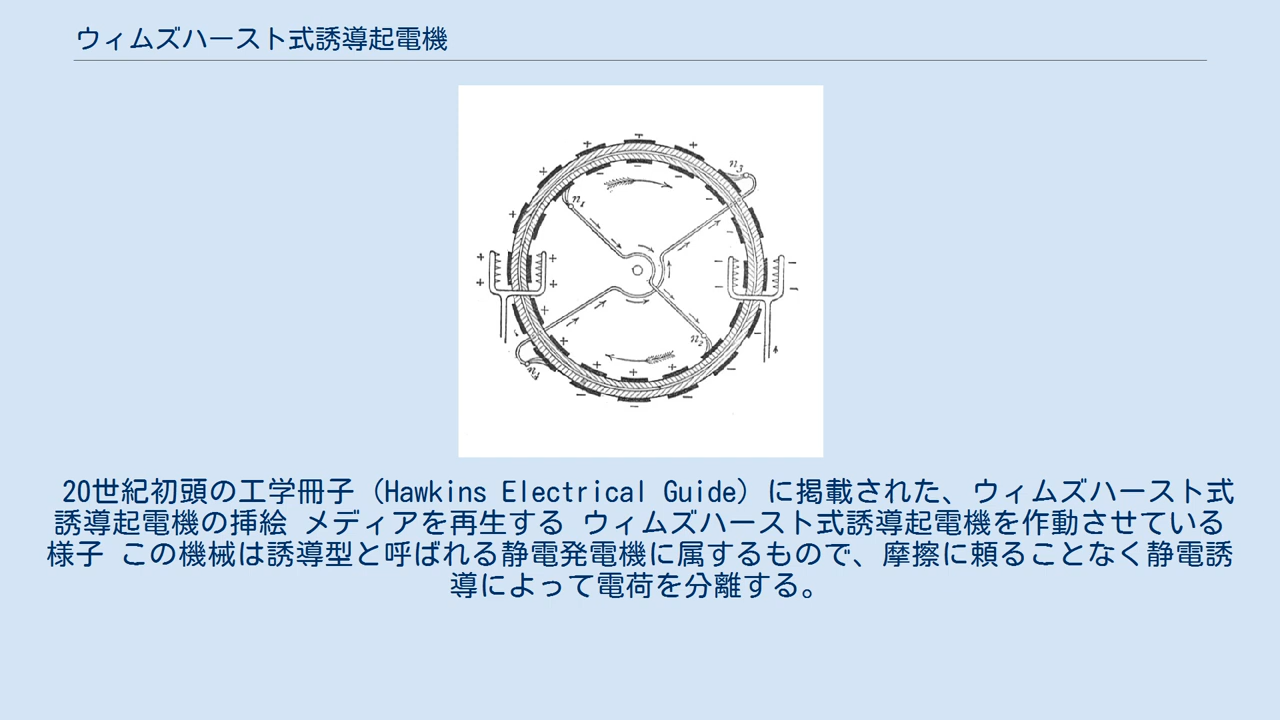 ウィムズハースト式誘導起電機
n1
n3
n2
20世紀初頭の工学冊子（Hawkins Electrical Guide）に掲載された、ウィムズハースト式
誘導起電機の挿絵 メディアを再生する ウィムズハースト式誘導起電機を作動させている
様子 この機械は誘導型と呼ばれる静電発電機に属するもので、摩擦に頼ることなく静電誘
導によって電荷を分離する。